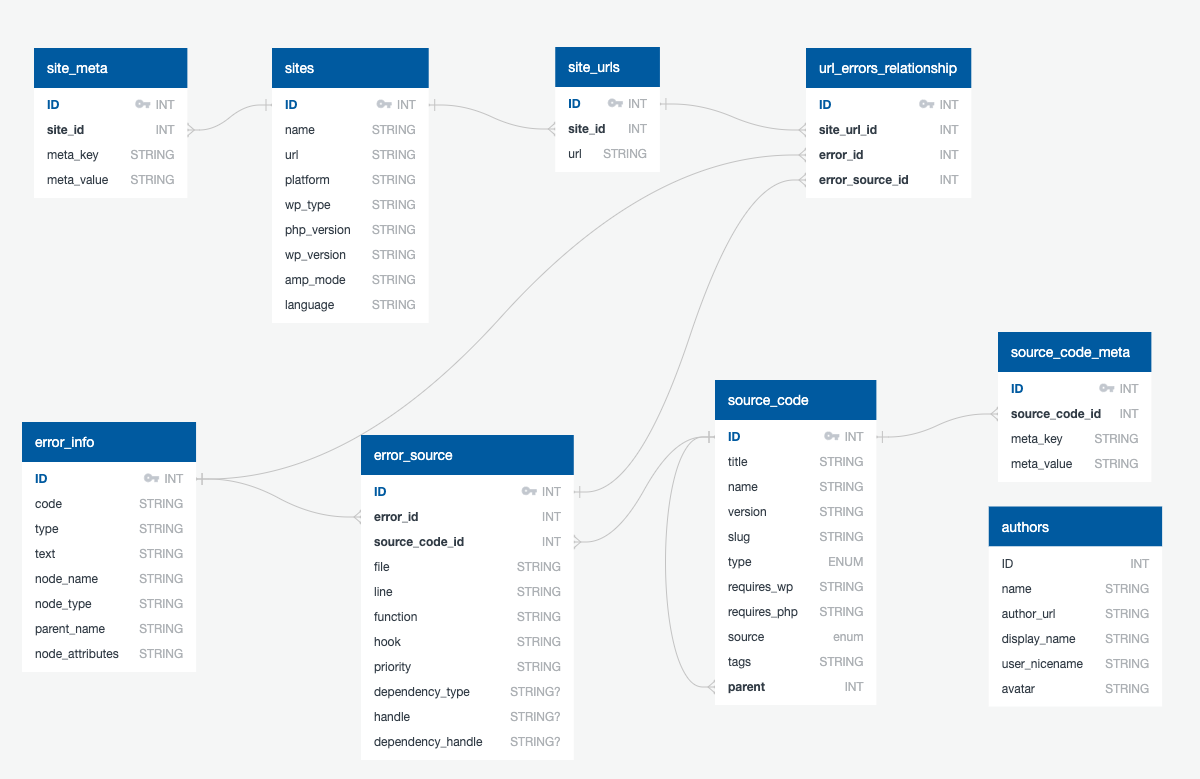 site_meta
ID INT
site_id INT
meta_key STRING
meta_value STRING
sites
ID INT
name STRING
url STRING
platform STRING
wp_type STRING
php_version STRING
wp_version STRING
amp_mode STRING
language STRING
site_urls
ID INT
site_id INT
url STRING
url_errors_relationship
ID INT
site_url_id INT
error_id INT
error_source_id INT
error_info
ID INT
code STRING
type STRING
text STRING
node_name STRING
node_type STRING
parent_name STRING
node_attributes STRING
error_source
ID INT
error_id INT
source_code_id INT
file STRING
line STRING
function STRING
hook STRING
priority STRING
dependency_type STRING?
handle STRING?
dependency_handle STRING?
source_code
ID INT
title STRING
name STRING
version STRING
slug STRING
type ENUM
requires_wp STRING
requires_php STRING
source enum
tags STRING
parent INT
source_code_meta
ID INT
source_code_id INT
meta_key STRING
meta_value STRING
authors
ID INT
name STRING
author_url STRING
display_name STRING
user_nicename STRING
avatar STRING